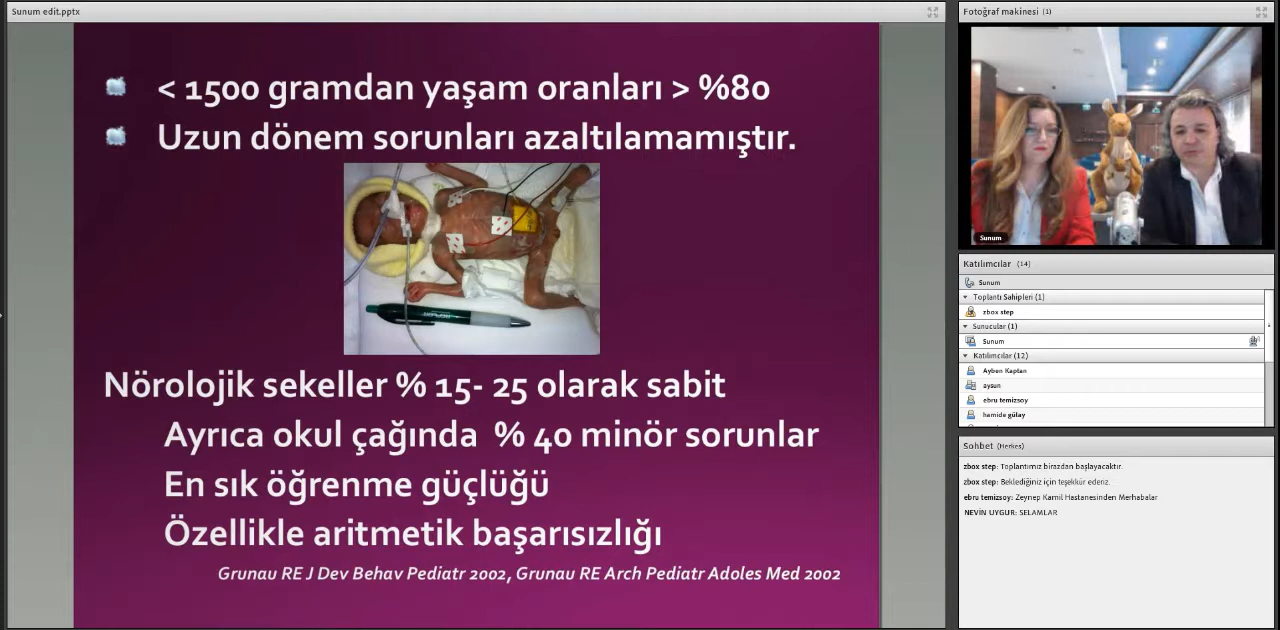 Sunum edit.pptx
< 1500 gramdan yaşam oranları > %80
Uzun dönem sorunları azaltılamamıştır.
Nörolojik sekeller % 15- 25 olarak sabit
Ayrıca okul çağında % 40 minör sorunlar
En sık öğrenme güçlüğü
Özellikle aritmetik başarısızlığı
Grunau RE J Dev Behav Pediatr 2002, Grunau RE Arch Pediatr Adoles Med 2002
Fotoğraf makinesi (1)
Sunum
Katılımcılar (14)
Sunum
Toplantı Sahipleri (1)
zbox step
Sunucular (1)
Sunum
Katılımcılar (12)
Ayben Kaptan
aysun
ebru temizsoy
hamide gülay
Sohbet (Herkes)
zbox step: Toplantımız birazdan başlayacaktır.
zbox step: Beklediğiniz için teşekkür ederiz.
ebru temizsoy: Zeynep Kamil Hastanesinden Merhabalar
NEVİN UYGUR: SELAMLAR